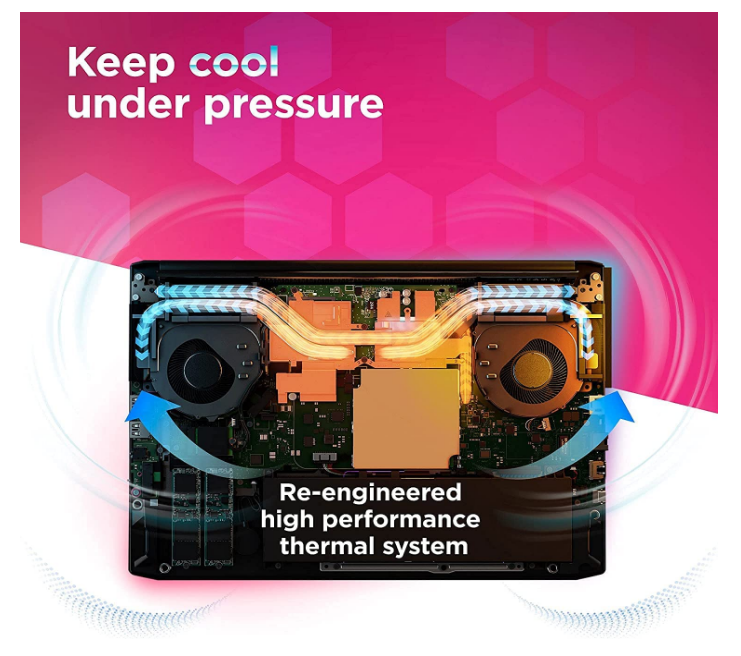 Keep cool
under pressure
Re-engineered
high performance
thermal system